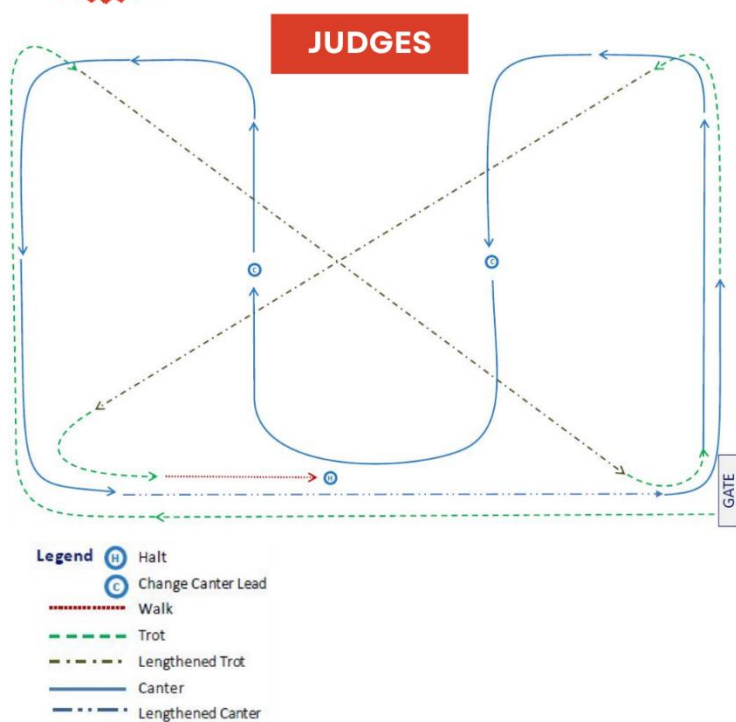 JUDGES
C
C
H
GATE
Legend
H Halt
C Change Canter Lead
Walk
Trot
Lengthened Trot
Canter
Lengthened Canter